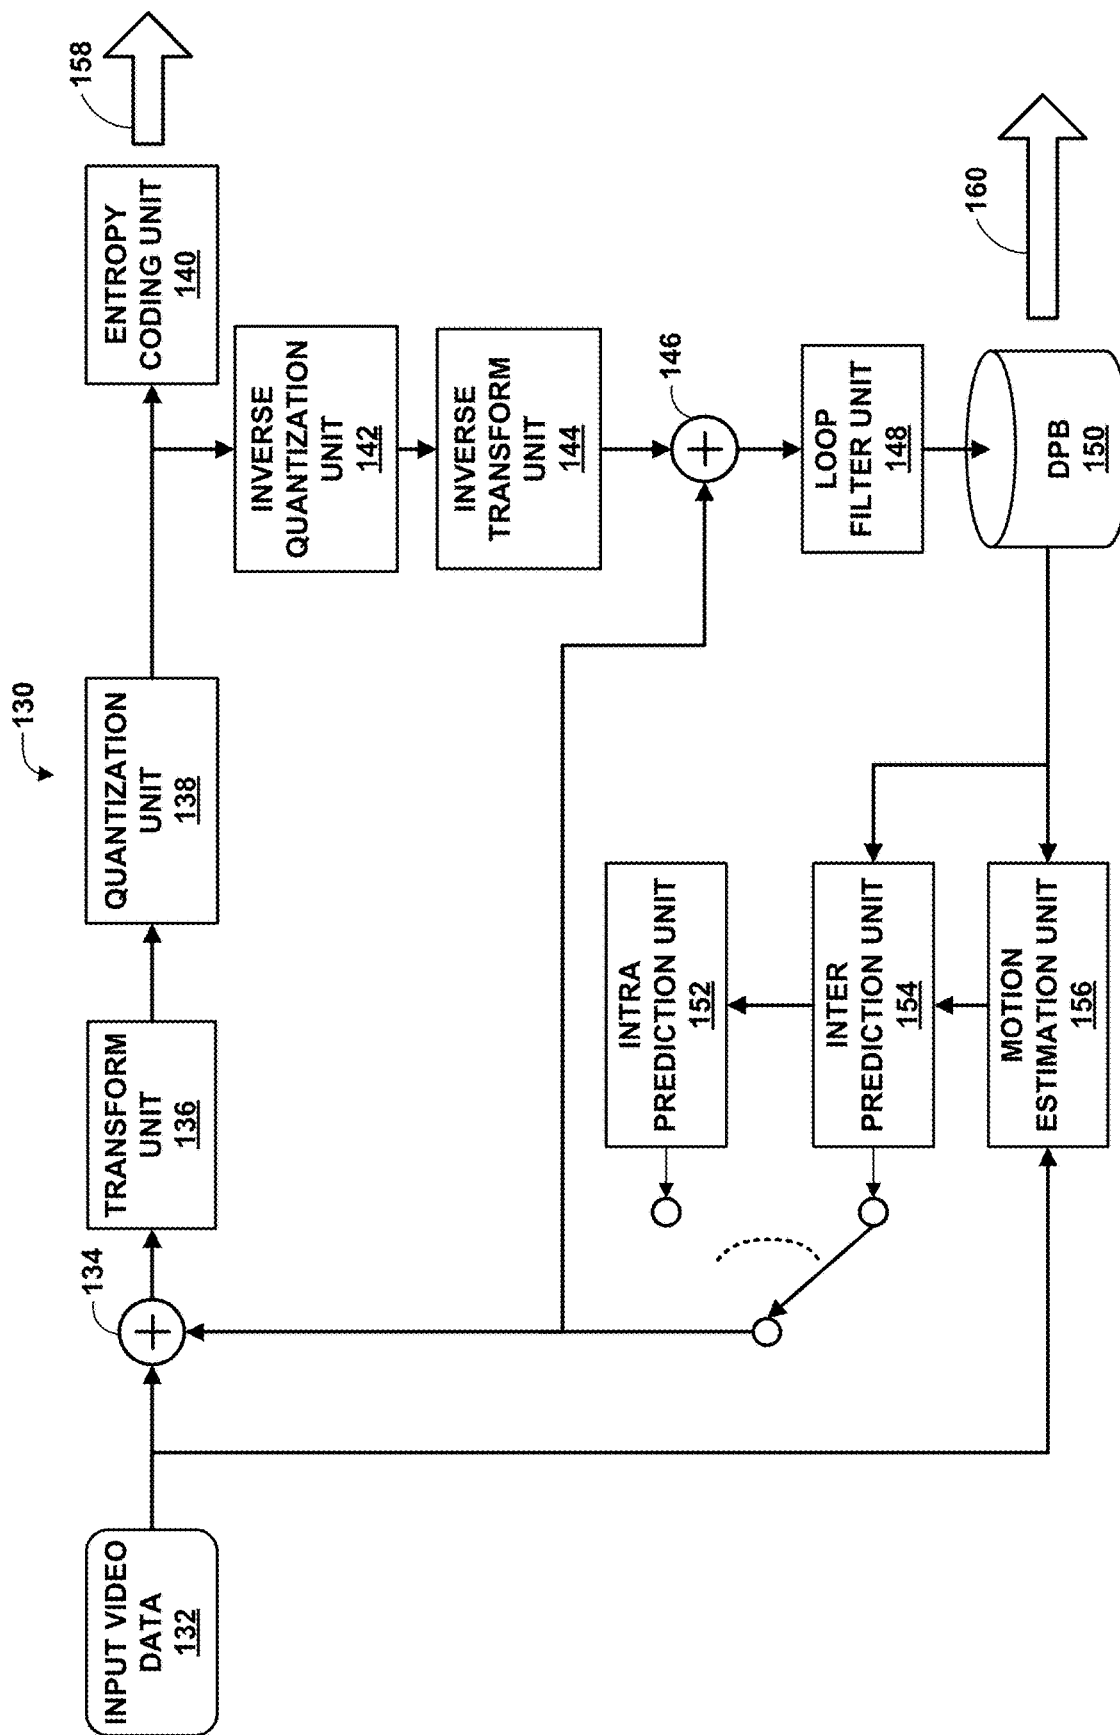 130
INPUT VIDEO
DATA
132
134
TRANSFORM
UNIT
136
QUANTIZATION
UNIT
138
ENTROPY
CODING UNIT
140
158
INVERSE
QUANTIZATION
UNIT
142
INVERSE
TRANSFORM
UNIT
144
146
INTRA
PREDICTION UNIT
152
INTER
PREDICTION UNIT
154
LOOP
FILTER UNIT
148
MOTION
ESTIMATION UNIT
156
DPB
150
160